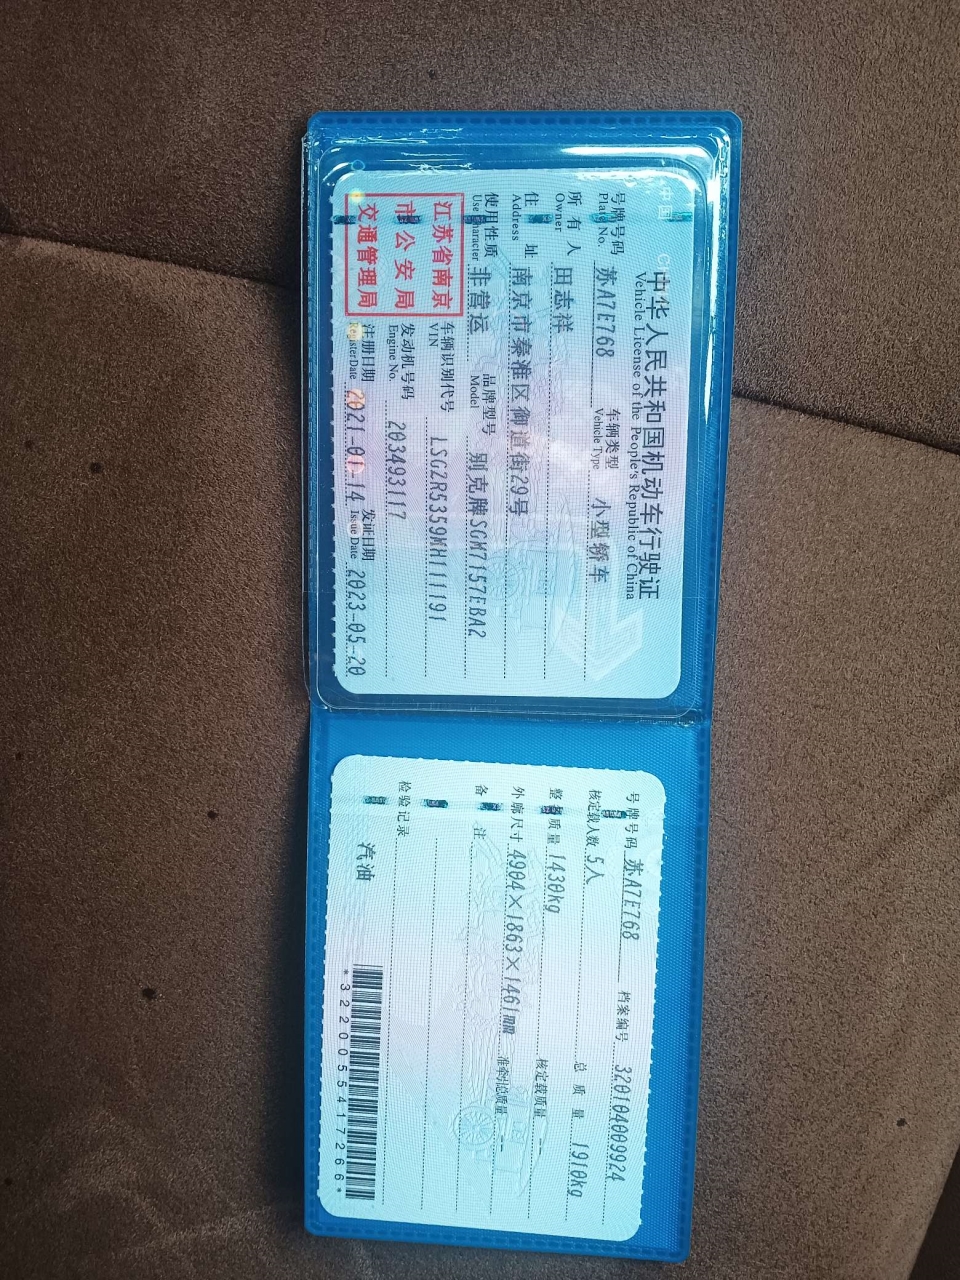 中华人民共和国机动车行驶证
Vehicle License of the People's Republic of China
号牌号码 苏A7E768 车辆类型 小型轿车
Plate No. Vehicle Type
所有人 田志祥
Owner
住址 南京市秦淮区御道街29号
Address
使用性质 非营运 品牌型号 别克牌SGM7157EBA2
Use Character Model
江苏省南京
市公安局
交通管理局
车辆识别代号 LSGZR5359MH111191
VIN
发动机号码 203493117
Engine No.
注册日期 2021-01-14 发证日期 2023-05-20
Register Date Issue Date
号牌号码 苏A7E768 档案编号 320104009924
核定载人数 5人 总质量 1910kg
整备质量 1430kg 核定载质量 --
外廓尺寸 4904×1863×1461mm 准牵引总质量 --
备注
检验记录
汽油
*3220055417266*